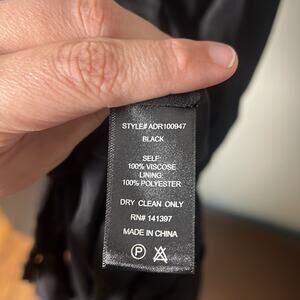 STYLE# ADR100947
BLACK
SELF:
100% VISCOSE
LINING:
100% POLYESTER
DRY CLEAN ONLY
RN# 141397
MADE IN CHINA
P